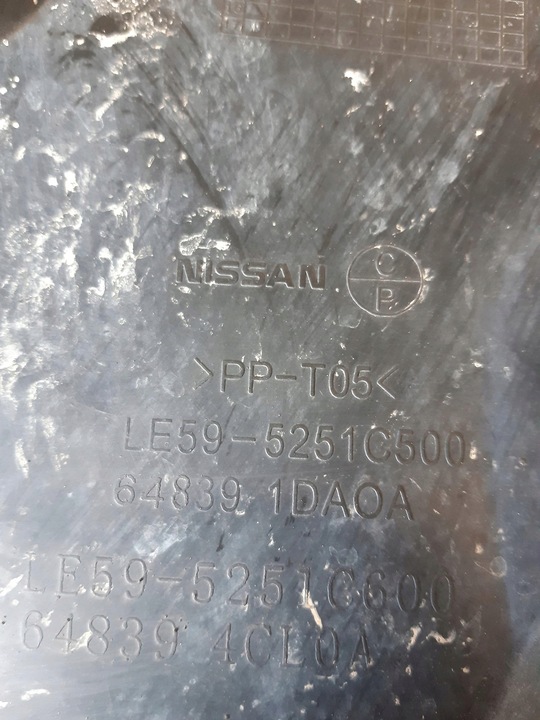 NISSAN C P
>PP-T05<
LE59-5251C500
64839 1DA0A
LE59-5251C600
64839 4CL0A